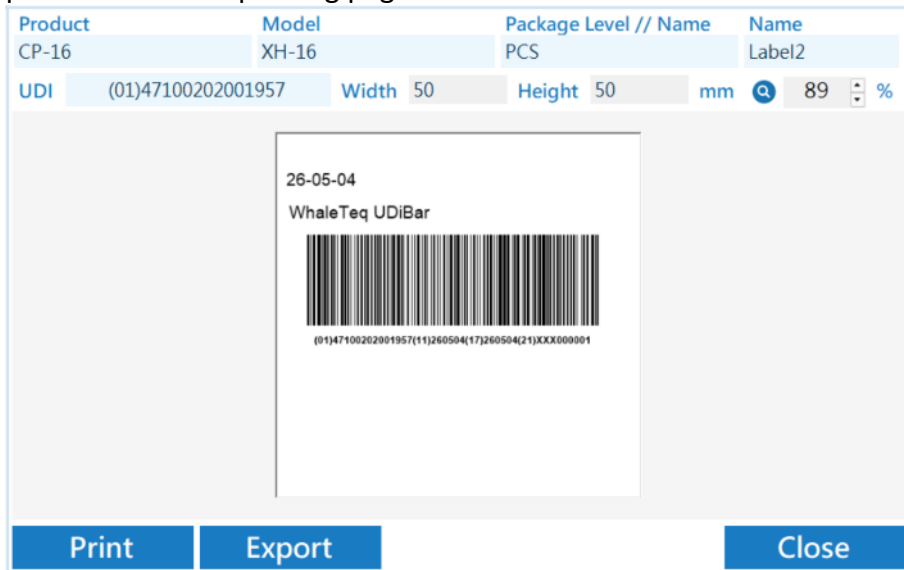 Product Model Package Level // Name Name
CP-16 XH-16 PCS Label2
UDI (01)47100202001957 Width 50 Height 50 mm 89 %
26-05-04
WhaleTeq UDiBar
(01)47100202001957(11)260504(17)260504(21)XXX000001
Print Export Close